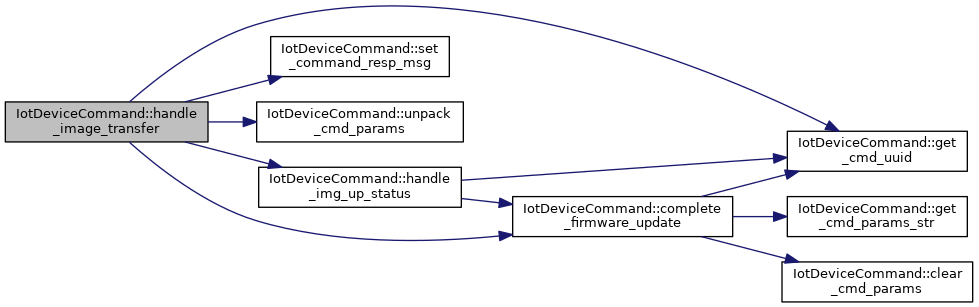 IotDeviceCommand::handle
_image_transfer
IotDeviceCommand::set
_command_resp_msg
IotDeviceCommand::unpack
_cmd_params
IotDeviceCommand::handle
_img_up_status
IotDeviceCommand::complete
_firmware_update
IotDeviceCommand::get
_cmd_uuid
IotDeviceCommand::get
_cmd_params_str
IotDeviceCommand::clear
_cmd_params